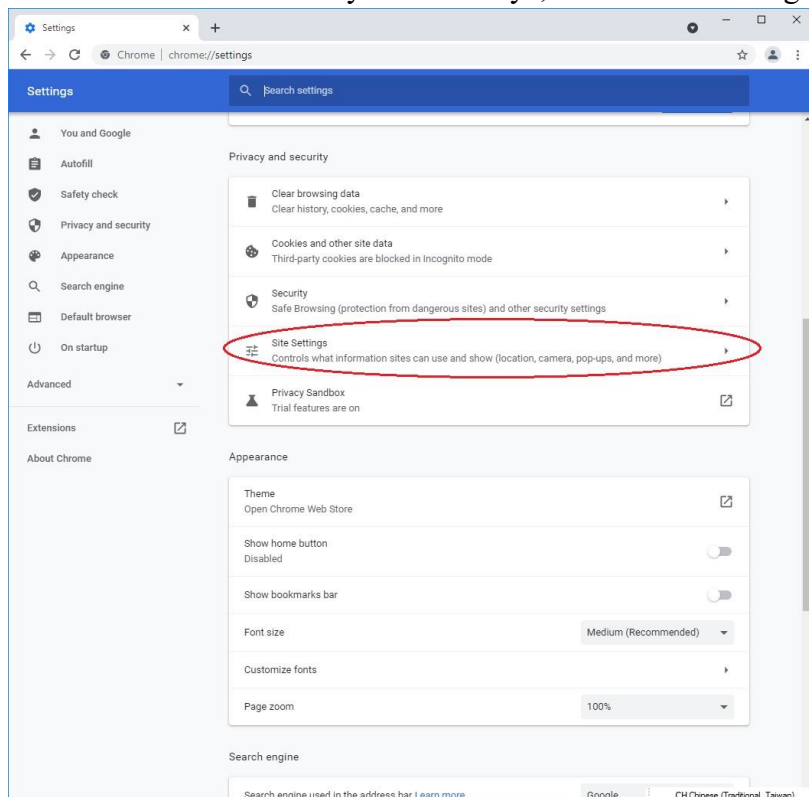 Settings
Chrome | chrome://settings
Settings
Search settings
You and Google
Autofill
Safety check
Privacy and security
Appearance
Search engine
Default browser
On startup
Advanced
Extensions
About Chrome
Privacy and security
Clear browsing data
Clear history, cookies, cache, and more
Cookies and other site data
Third-party cookies are blocked in Incognito mode
Security
Safe Browsing (protection from dangerous sites) and other security settings
Site Settings
Controls what information sites can use and show (location, camera, pop-ups, and more)
Privacy Sandbox
Trial features are on
Appearance
Theme
Open Chrome Web Store
Show home button
Disabled
Show bookmarks bar
Font size Medium (Recommended)
Customize fonts
Page zoom 100%
Search engine
Search engine used in the address bar Learn more Google
CH Chinese (Traditional, Taiwan)